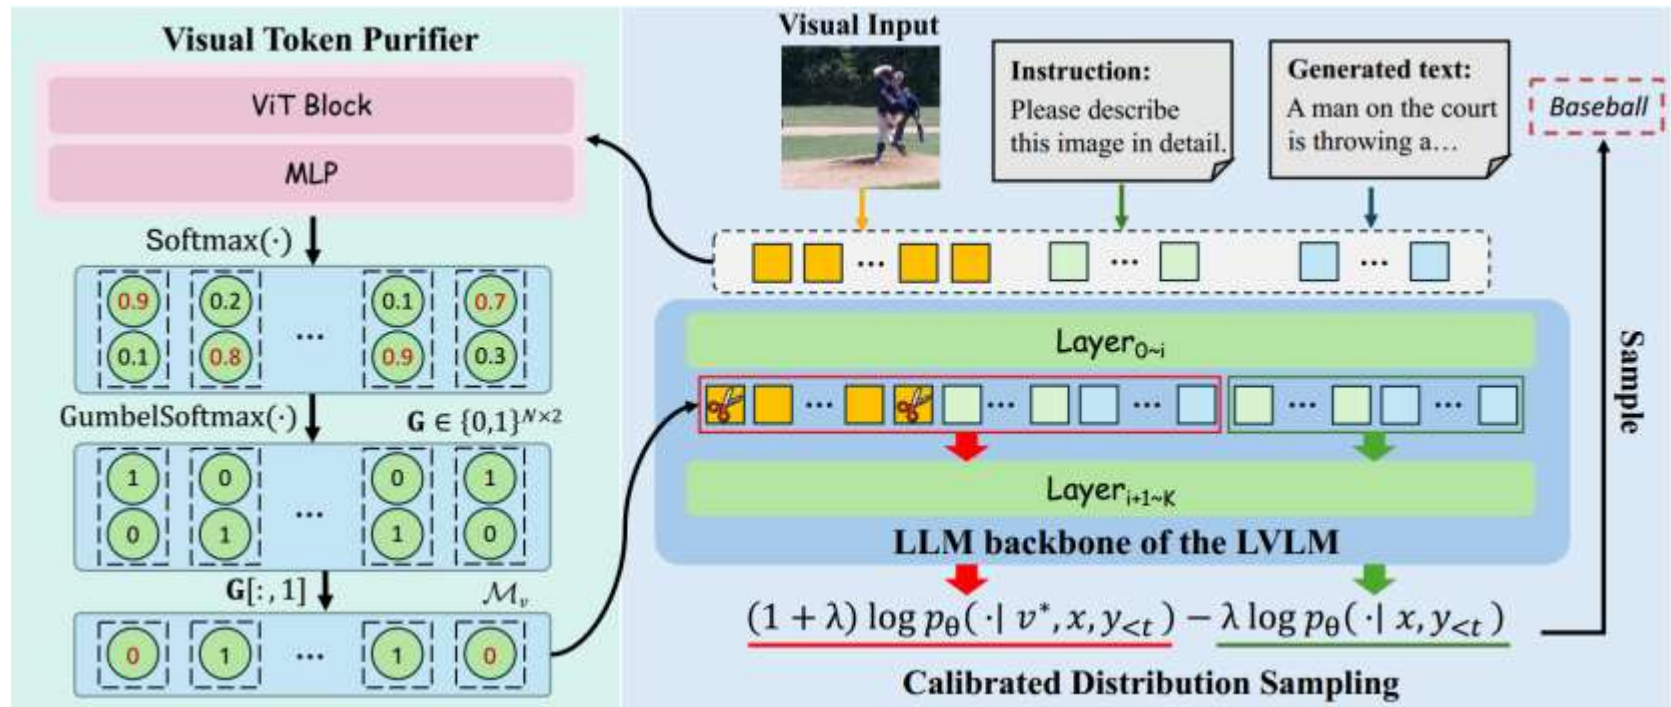 Visual Token Purifier
ViT Block
MLP
Softmax(·)
0.9 0.2 ... 0.1 0.7
0.1 0.8 0.9 0.3
GumbelSoftmax(·) G ∈ {0,1}^{N×2}
1 0 ... 0 1
0 1 1 0
G[:,1] ℳ_v
0 1 ... 1 0
Visual Input
Instruction:
Please describe
this image in detail.
Generated text:
A man on the court
is throwing a...
Baseball
... ... ...
Layer_{0~i}
... ... ... ... ...
Layer_{i+1~K}
LLM backbone of the LVLM
(1 + λ) log p_θ( ·| v*, x, y_{<t} ) − λ log p_θ( ·| x, y_{<t} )
Calibrated Distribution Sampling
Sample